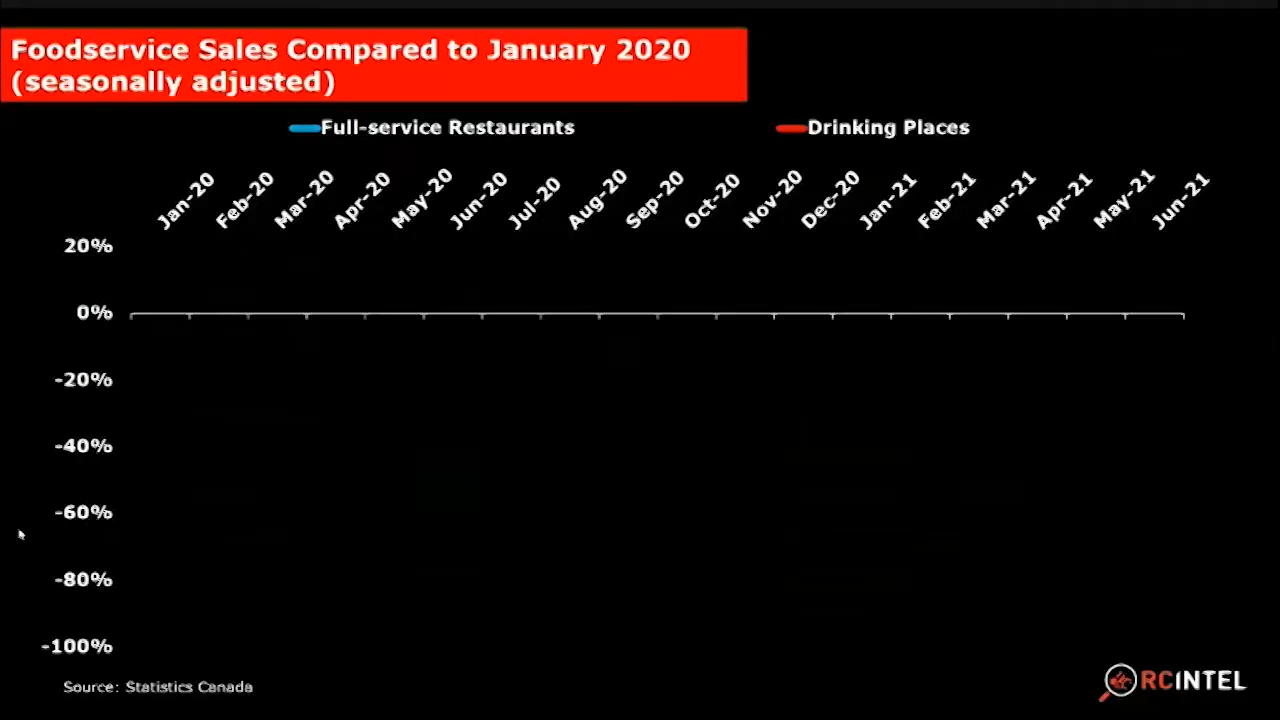 Foodservice Sales Compared to January 2020
(seasonally adjusted)
Full-service Restaurants
Drinking Places
Jan-20
Feb-20
Mar-20
Apr-20
May-20
Jun-20
Jul-20
Aug-20
Sep-20
Oct-20
Nov-20
Dec-20
Jan-21
Feb-21
Mar-21
Apr-21
May-21
Jun-21
20%
0%
-20%
-40%
-60%
-80%
-100%
Source: Statistics Canada
RCINTEL